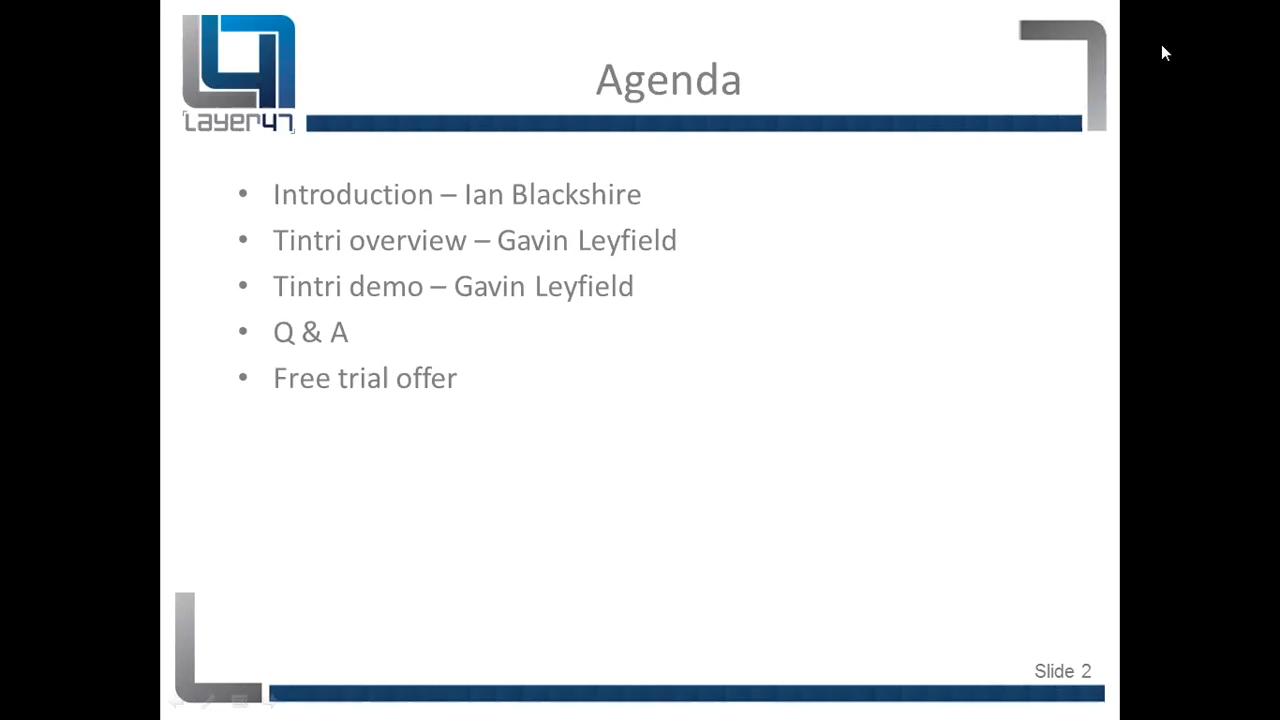 Layer47
Agenda
• Introduction – Ian Blackshire
• Tintri overview – Gavin Leyfield
• Tintri demo – Gavin Leyfield
• Q & A
• Free trial offer
Slide 2